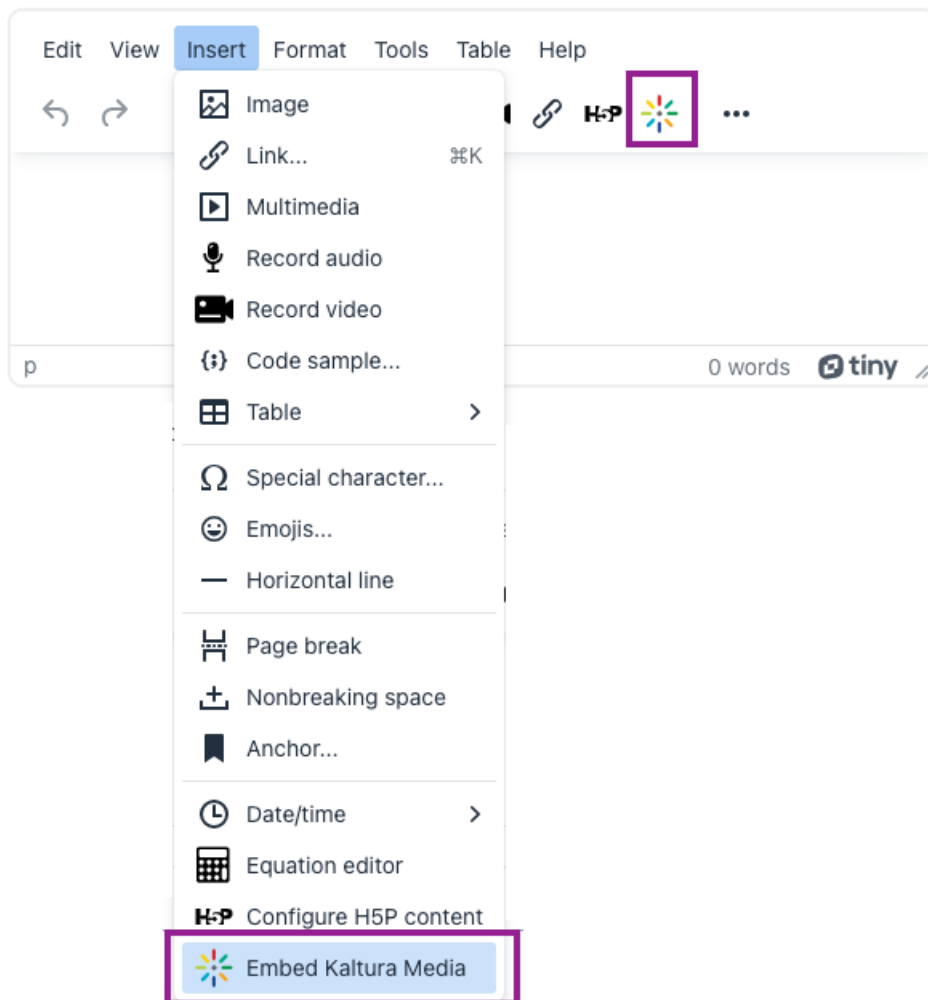 Edit View Insert Format Tools Table Help
H5P
Image
Link... ⌘K
Multimedia
Record audio
Record video
Code sample...
Table
p 0 words tiny
Special character...
Emojis...
Horizontal line
Page break
Nonbreaking space
Anchor...
Date/time
Equation editor
H5P Configure H5P content
Embed Kaltura Media